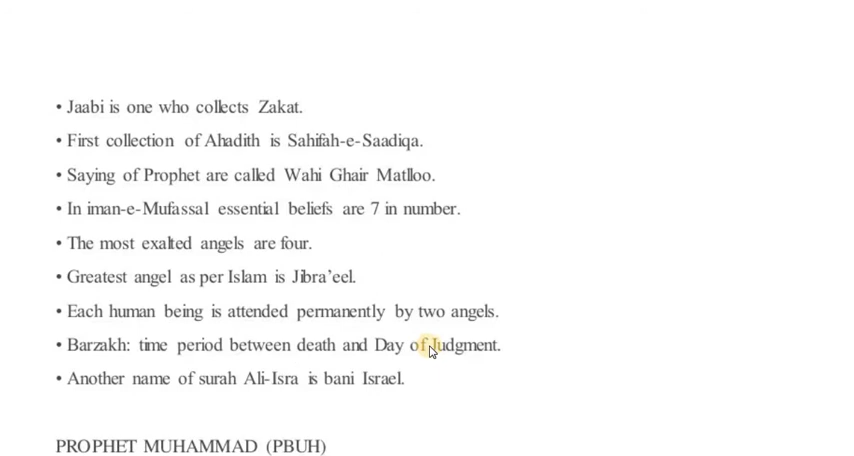 • Jaabi is one who collects Zakat.
• First collection of Ahadith is Sahifah-e-Saadiqa.
• Saying of Prophet are called Wahi Ghair Matlloo.
• In iman-e-Mufassal essential beliefs are 7 in number.
• The most exalted angels are four.
• Greatest angel as per Islam is Jibra’eel.
• Each human being is attended permanently by two angels.
• Barzakh: time period between death and Day of Judgment.
• Another name of surah Ali-Isra is bani Israel.
PROPHET MUHAMMAD (PBUH)